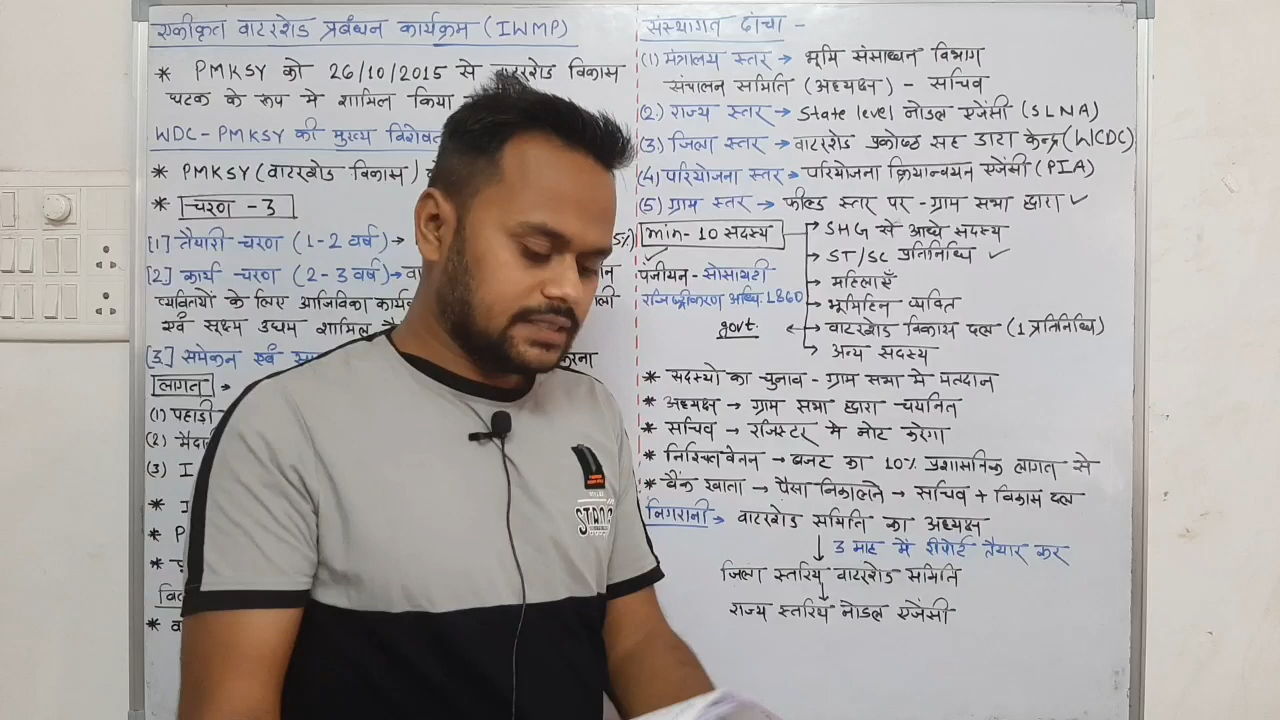 एकीकृत वाटरशेड प्रबंधन कार्यक्रम (IWMP)
* PMKSY को 26/10/2015 से वाटरशेड विकास
घटक के रूप मे शामिल किया
WDC-PMKSY की मुख्य विशेषत
* PMKSY (वाटरशेड विकास)
* चरण - 3
[1] तैयारी-चरण (1-2 वर्ष) →
5%)
[2] कार्य चरण (2-3 वर्ष) →
व्यक्तियों के लिए आजिविका कार्य
एवं सूक्ष्म उद्यम शामिल
[3] समेकन एवं
करना
लागत →
(1) पहाड़ी
(2) मैदा
(3) I
*
* P
*
वि
* व
संस्थागत ढांचा -
(1) मंत्रालय स्तर → भूमि संसाधन विभाग
संचालन समिति (अध्यक्ष) - सचिव
(2) राज्य स्तर → State level नोडल एजेंसी (SLNA)
(3) जिला स्तर → वाटरशेड प्रकोष्ठ सह डाटा केन्द्र (WCDC)
(4) परियोजना स्तर → परियोजना क्रियान्वयन एजेंसी (PIA)
(5) ग्राम स्तर → फील्ड स्तर पर - ग्राम सभा द्वारा ✓
min- 10 सदस्य
→ SHG से आधे सदस्य
→ ST/SC प्रतिनिधि ✓
पंजीयन - सोसायटी
→ महिलाएँ
रजिस्ट्रीकरण अधि. 1860
→ भूमिहिन व्यक्ति
govt. ← → वाटरशेड विकास दल (1 प्रतिनिधि)
→ अन्य सदस्य
* सदस्यो का चुनाव - ग्राम सभा मे मतदान
* अध्यक्ष → ग्राम सभा द्वारा चयनित
* सचिव → रजिस्टर मे नोट करेगा
* निश्चित वेतन → बजट का 10% प्रशासनिक लागत से
* बैंक खाता → पैसा निकालने → सचिव + विकास दल
निगरानी → वाटरशेड समिति का अध्यक्ष
↓ 3 माह में रीपोर्ट तैयार कर
जिला स्तरिय वाटरशेड समिति
↓
राज्य स्तरिय नोडल एजेंसी